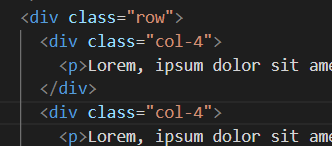 <div class="row">
<div class="col-4">
<p>Lorem, ipsum dolor sit ame
</div>
<div class="col-4">
<p>Lorem, ipsum dolor sit ame